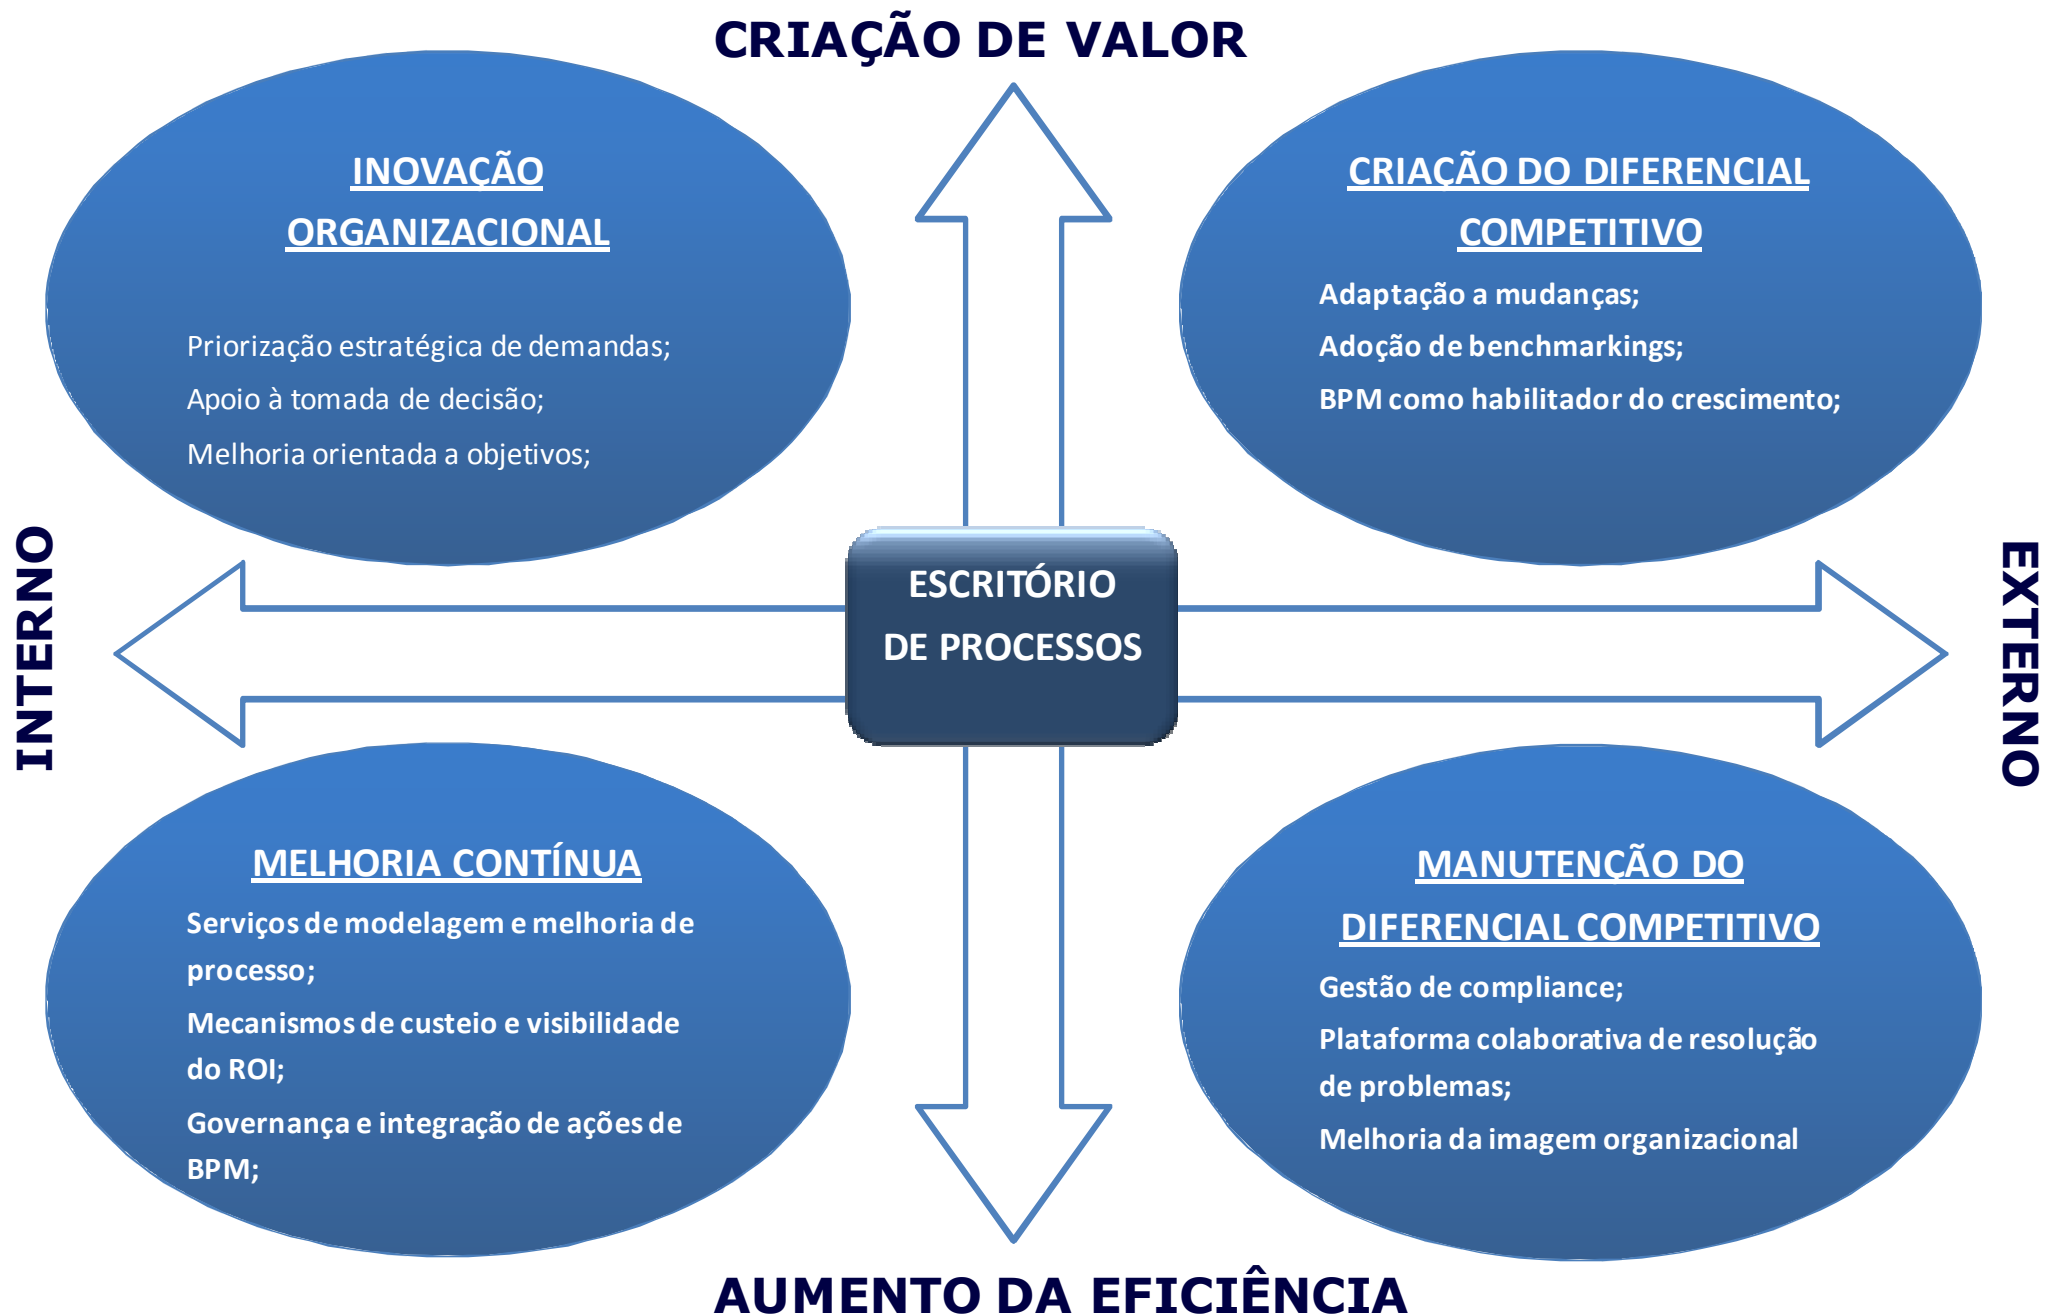 CRIAÇÃO DE VALOR
INOVAÇÃO
ORGANIZACIONAL
Priorização estratégica de demandas;
Apoio à tomada de decisão;
Melhoria orientada a objetivos;
CRIAÇÃO DO DIFERENCIAL
COMPETITIVO
Adaptação a mudanças;
Adoção de benchmarkings;
BPM como habilitador do crescimento;
INTERNO
ESCRITÓRIO
DE PROCESSOS
EXTERNO
MELHORIA CONTÍNUA
Serviços de modelagem e melhoria de
processo;
Mecanismos de custeio e visibilidade
do ROI;
Governança e integração de ações de
BPM;
MANUTENÇÃO DO
DIFERENCIAL COMPETITIVO
Gestão de compliance;
Plataforma colaborativa de resolução
de problemas;
Melhoria da imagem organizacional
AUMENTO DA EFICIÊNCIA